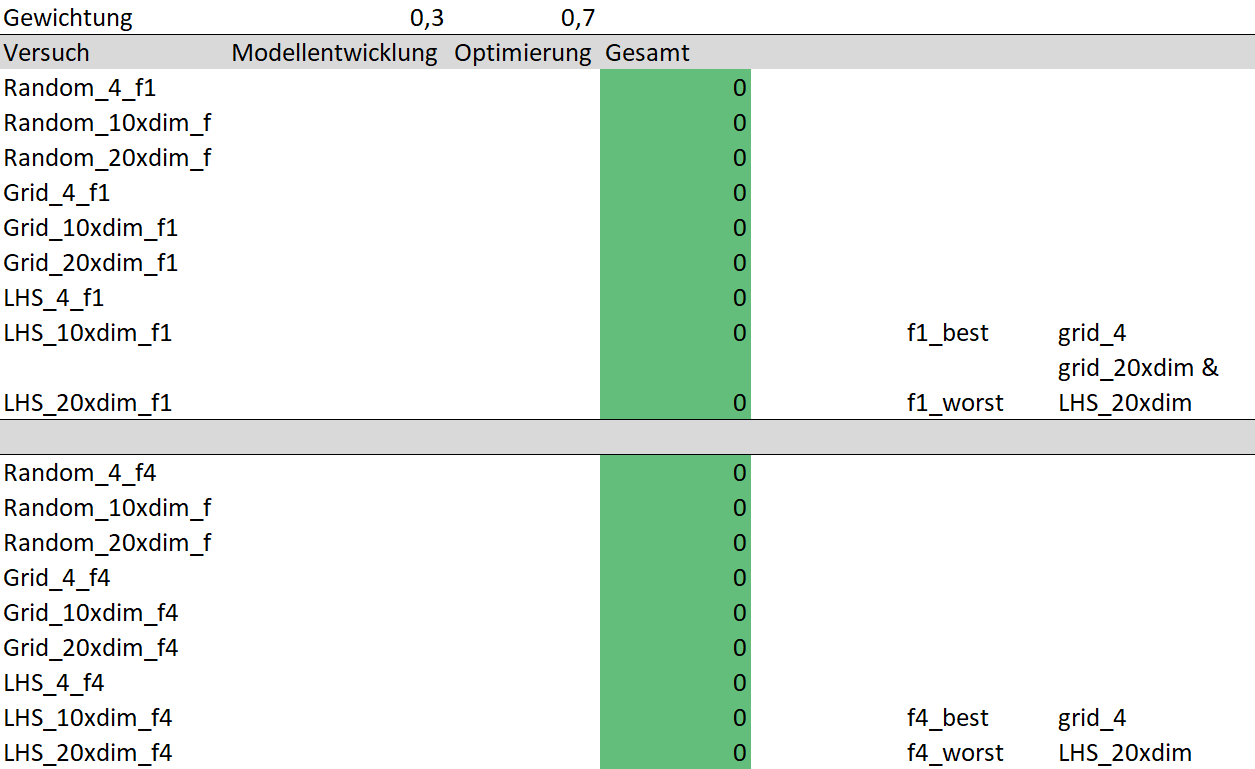 Gewichtung 0,3 0,7
Versuch Modellentwicklung Optimierung Gesamt
Random_4_f1 0
Random_10xdim_f 0
Random_20xdim_f 0
Grid_4_f1 0
Grid_10xdim_f1 0
Grid_20xdim_f1 0
LHS_4_f1 0
LHS_10xdim_f1 0 f1_best grid_4
grid_20xdim &
LHS_20xdim_f1 0 f1_worst LHS_20xdim
Random_4_f4 0
Random_10xdim_f 0
Random_20xdim_f 0
Grid_4_f4 0
Grid_10xdim_f4 0
Grid_20xdim_f4 0
LHS_4_f4 0
LHS_10xdim_f4 0 f4_best grid_4
LHS_20xdim_f4 0 f4_worst LHS_20xdim